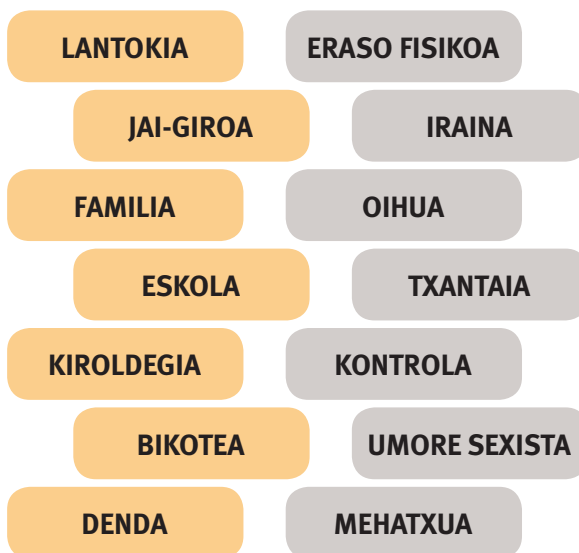 LANTOKIA
ERASO FISIKOA
JAI-GIROA
IRAINA
FAMILIA
OIHUA
ESKOLA
TXANTAIA
KIROLDEGIA
KONTROLA
BIKOTEA
UMORE SEXISTA
DENDA
MEHATXUA